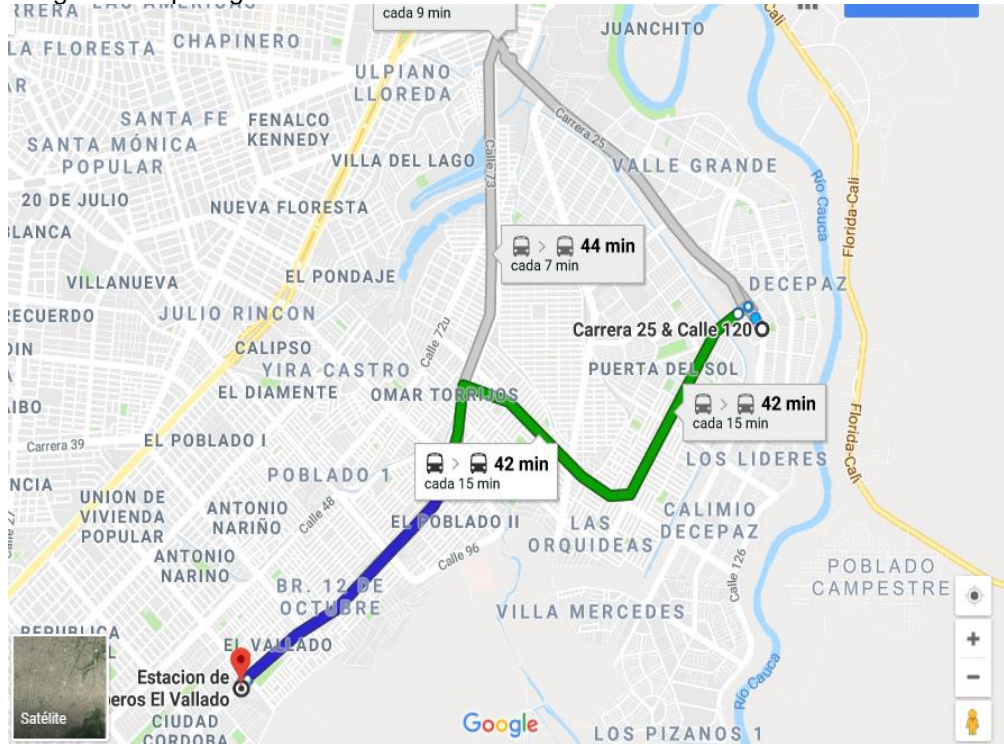 cada 9 min
JUANCHITO
LA FLORESTA
CHAPINERO
ULPIANO
LLOREDA
SANTA FE
FENALCO
KENNEDY
SANTA MÓNICA
POPULAR
VILLA DEL LAGO
Carrera 25
Calle 73
VALLE GRANDE
20 DE JULIO
NUEVA FLORESTA
Río Cauca
Florida-Cali
44 min
cada 7 min
VILLANUEVA
EL PONDAJE
DECEPAZ
JULIO RINCON
Calle 72u
Carrera 25 & Calle 120
CALIPSO
YIRA CASTRO
PUERTA DEL SOL
EL DIAMENTE
OMAR TORRIJOS
42 min
cada 15 min
Florida-Cali
Carrera 39
EL POBLADO I
42 min
cada 15 min
LOS LIDERES
POBLADO 1
UNION DE
VIVIENDA
POPULAR
ANTONIO
NARIÑO
Calle 48
EL POBLADO II
LAS
ORQUIDEAS
CALIMIO
DECEPAZ
ANTONIO
NARINO
Calle 96
Calle 126
POBLADO
CAMPESTRE
BR. 12 DE
OCTUBRE
VILLA MERCEDES
REPUBLICA
EL VALLADO
Estacion de
eros El Vallado
Río Cauca
Satélite
CIUDAD
CORDOBA
Google
LOS PIZANOS 1